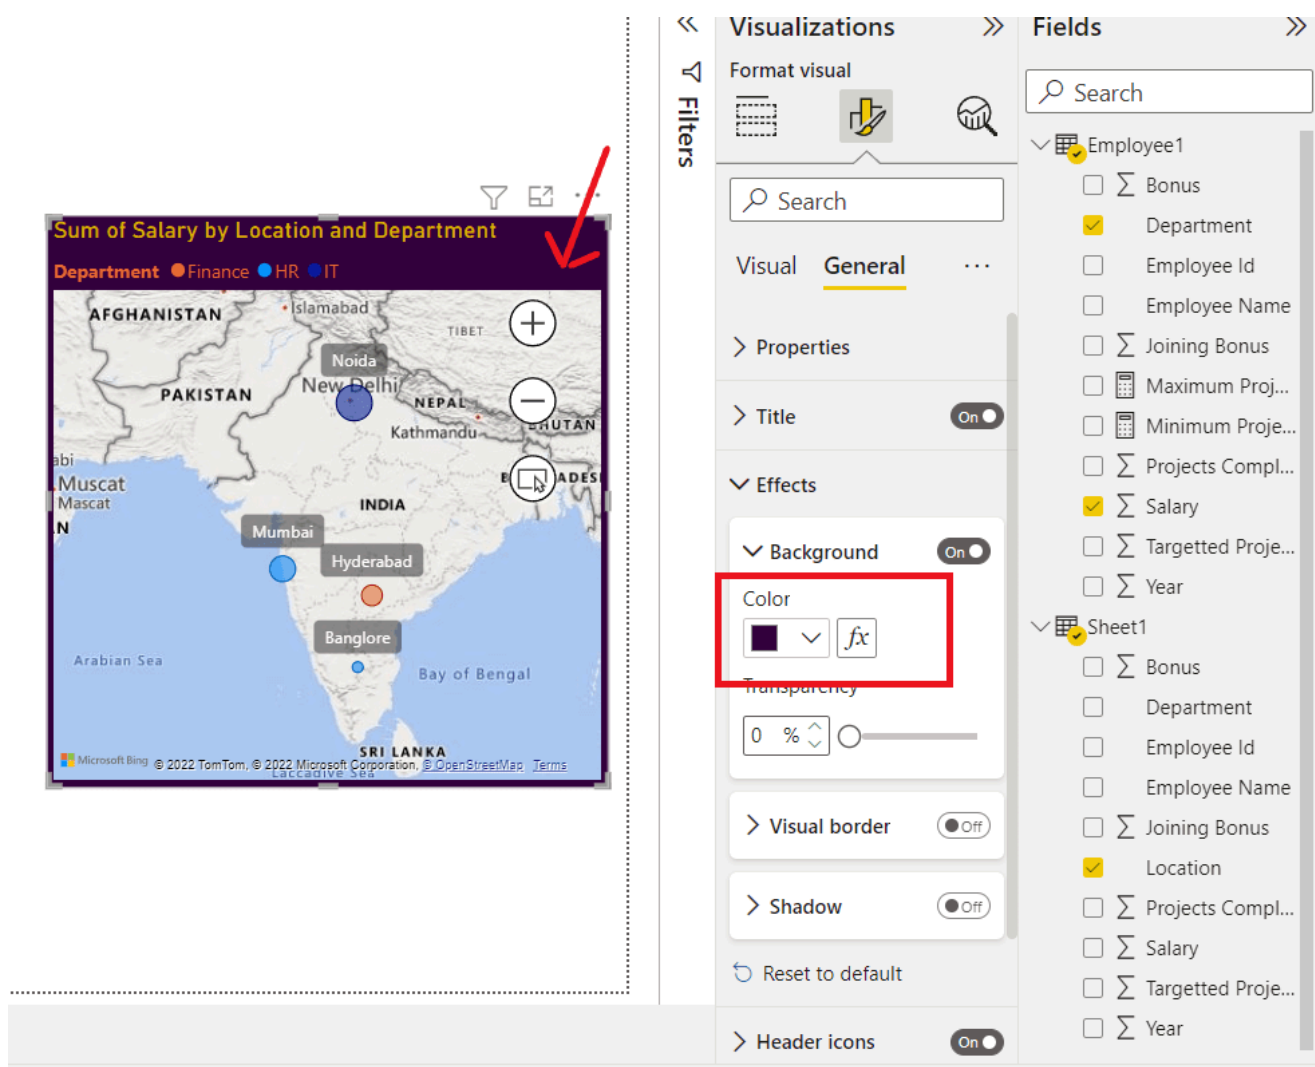 Sum of Salary by Location and Department
Department Finance HR IT
AFGHANISTAN
Islamabad
TIBET
Noida
New Delhi
PAKISTAN
NEPAL
BHUTAN
Kathmandu
abi
Muscat
Mascat
N
INDIA
B ADES
Mumbai
Hyderabad
Banglore
Arabian Sea
Bay of Bengal
SRI LANKA
Laccadive Sea
Microsoft Bing © 2022 TomTom, © 2022 Microsoft Corporation, © OpenStreetMap Terms
Filters
Visualizations
Format visual
Search
Visual General ...
Properties
Title On
Effects
Background On
Color
fx
Transparency
0 %
Visual border Off
Shadow Off
Reset to default
Header icons On
Fields
Search
Employee1
Σ Bonus
Department
Employee Id
Employee Name
Σ Joining Bonus
Maximum Proj...
Minimum Proje...
Σ Projects Compl...
Σ Salary
Σ Targetted Proje...
Σ Year
Sheet1
Σ Bonus
Department
Employee Id
Employee Name
Σ Joining Bonus
Location
Σ Projects Compl...
Σ Salary
Σ Targetted Proje...
Σ Year